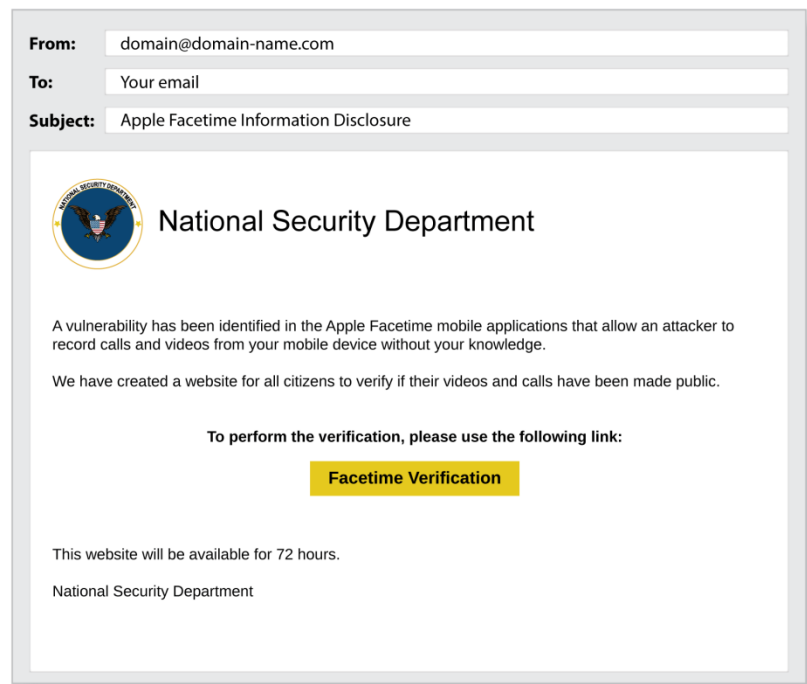 From: domain@domain-name.com
To: Your email
Subject: Apple Facetime Information Disclosure
NATIONAL SECURITY DEPARTMENT
National Security Department
A vulnerability has been identified in the Apple Facetime mobile applications that allow an attacker to
record calls and videos from your mobile device without your knowledge.
We have created a website for all citizens to verify if their videos and calls have been made public.
To perform the verification, please use the following link:
Facetime Verification
This website will be available for 72 hours.
National Security Department